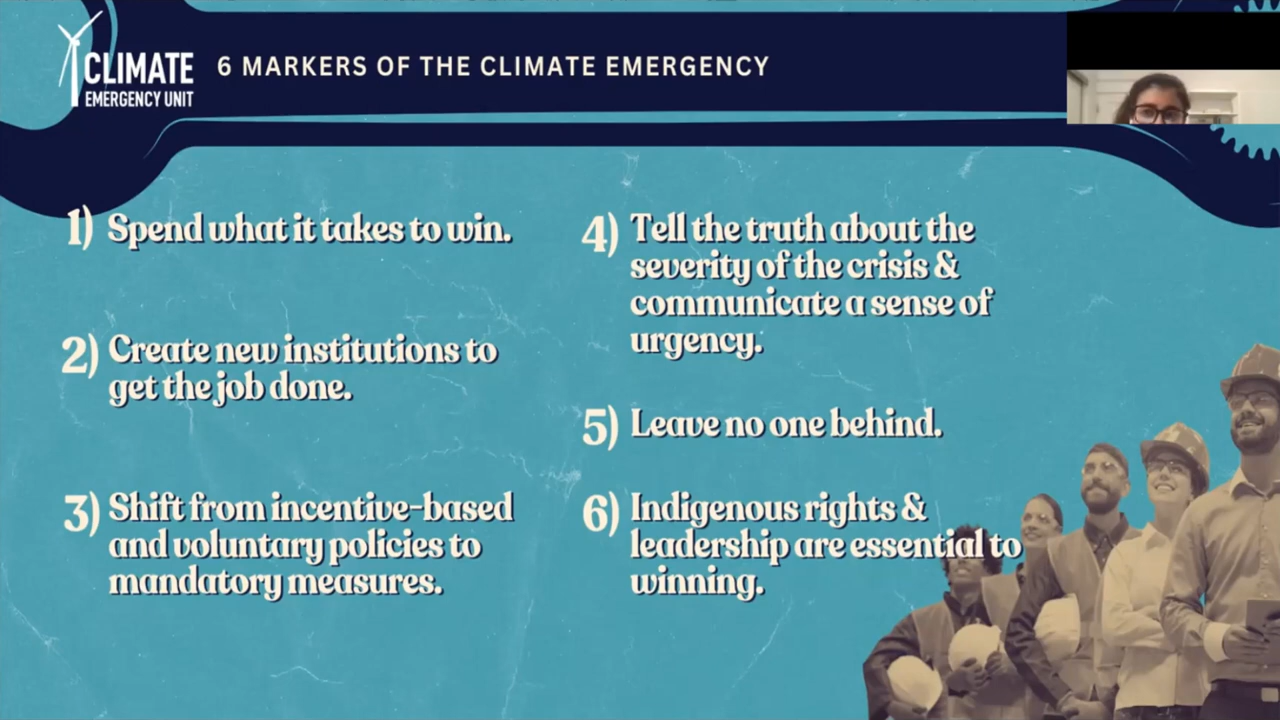 CLIMATE
EMERGENCY UNIT
6 MARKERS OF THE CLIMATE EMERGENCY
1) Spend what it takes to win.
2) Create new institutions to
get the job done.
3) Shift from incentive-based
and voluntary policies to
mandatory measures.
4) Tell the truth about the
severity of the crisis &
communicate a sense of
urgency.
5) Leave no one behind.
6) Indigenous rights &
leadership are essential to
winning.